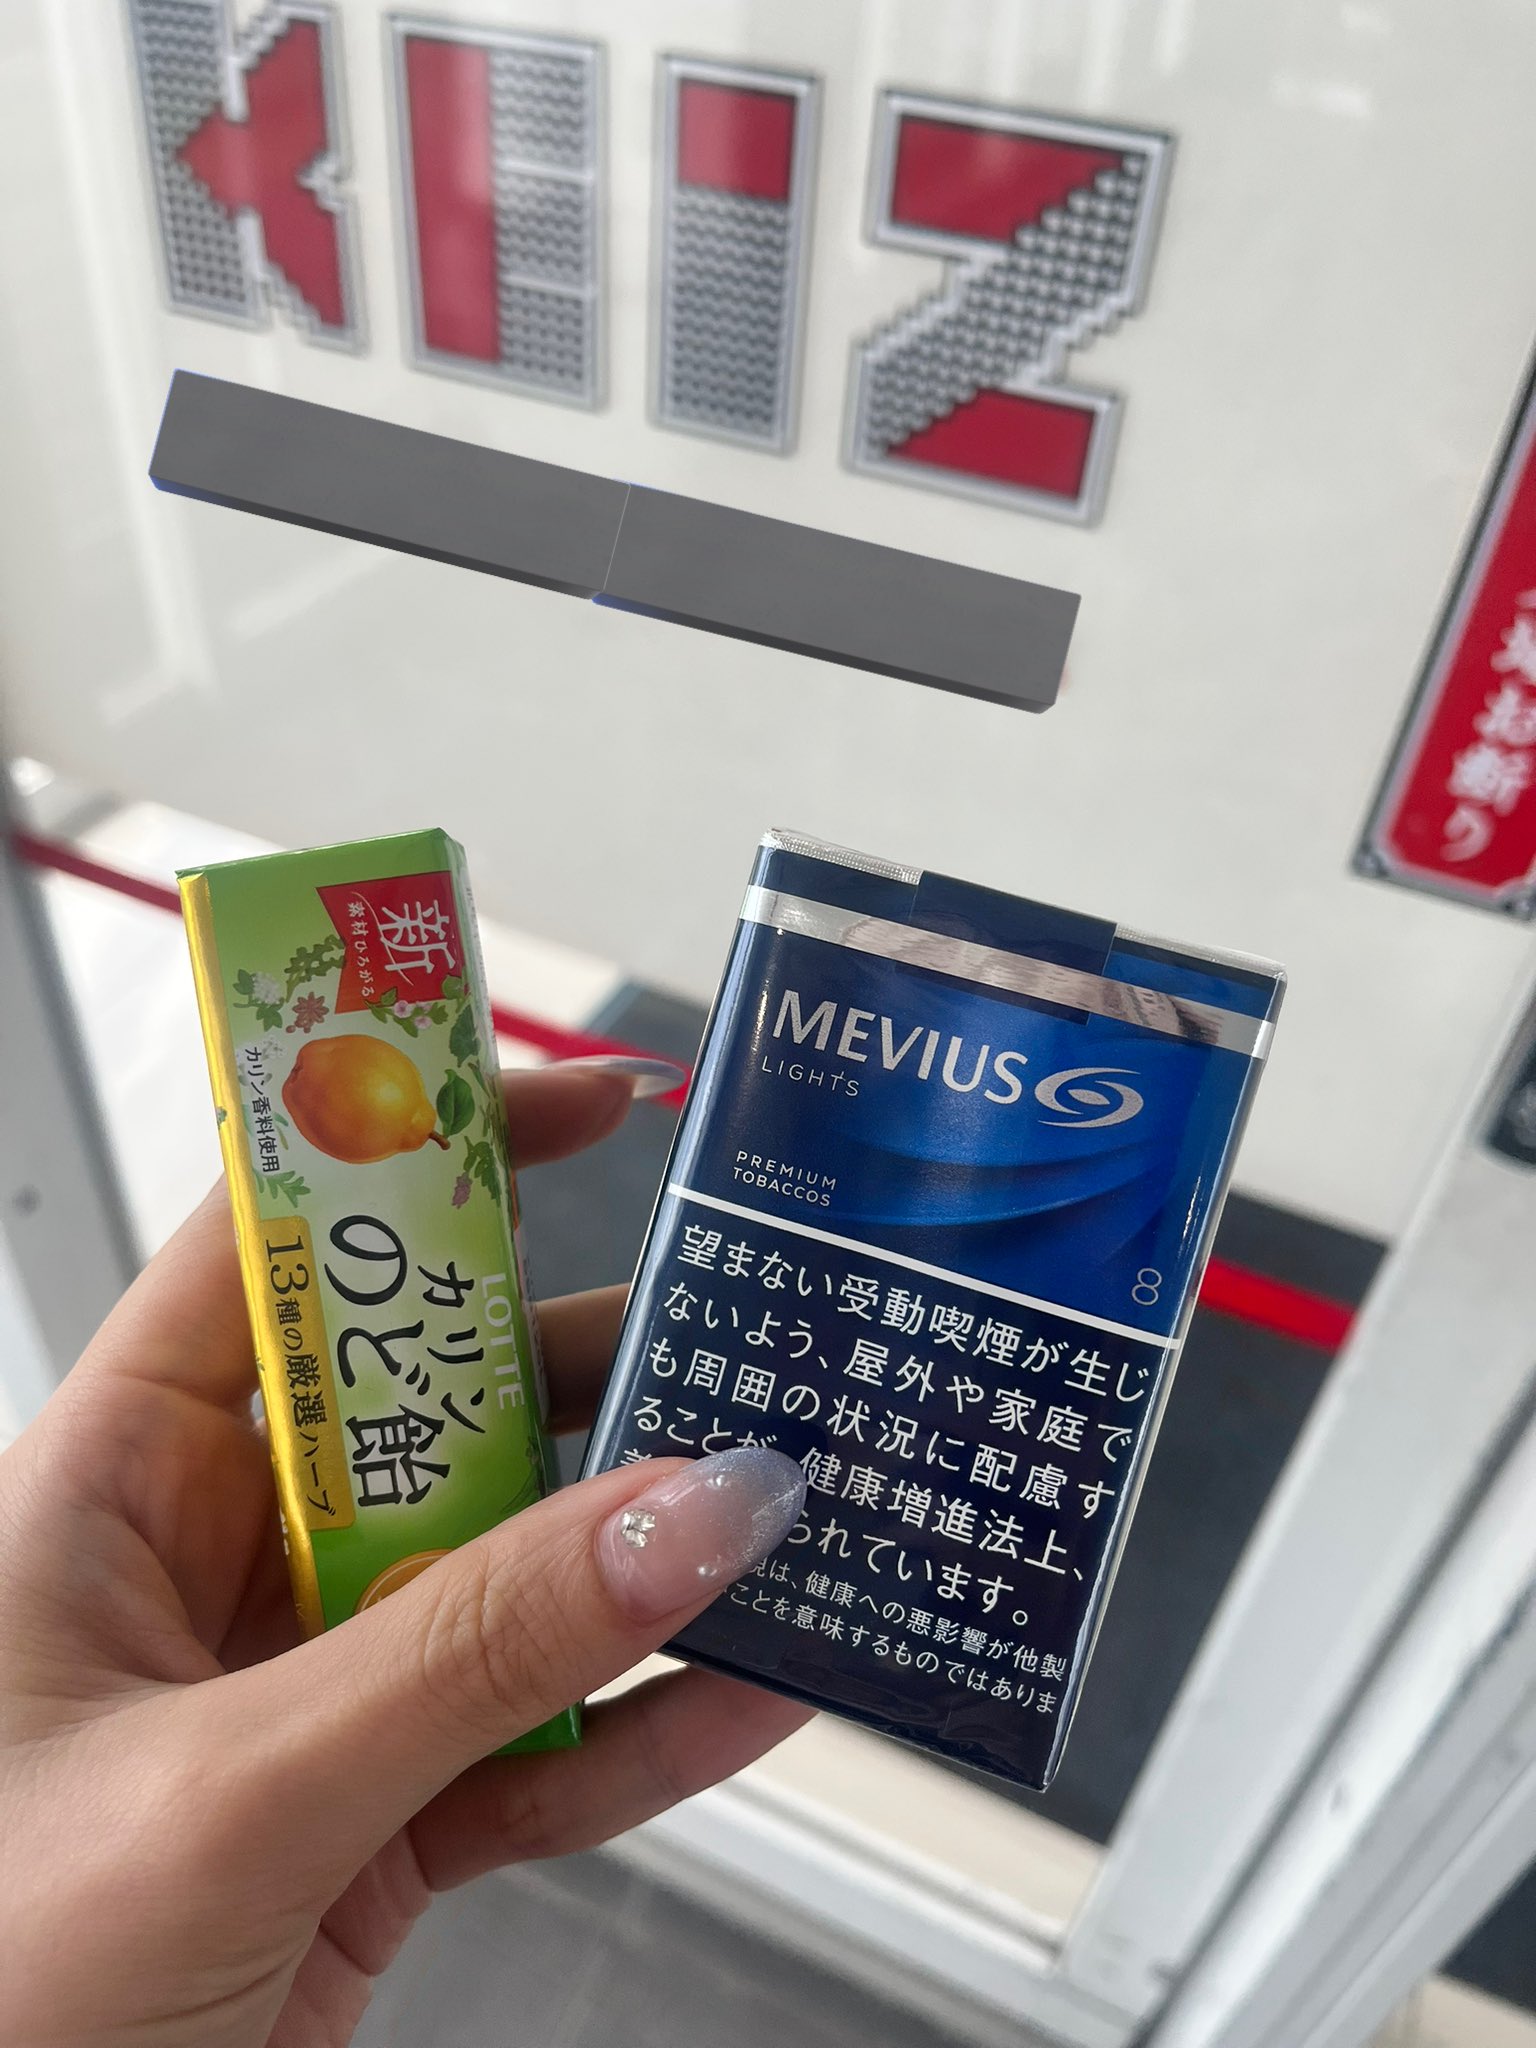 KEIZ
お断り
新
素材ひろがる
カリン香料使用
LOTTE
カリン
のど飴
13種の厳選ハーブ
MEVIUS
LIGHTS
PREMIUM
TOBACCOS
8
望まない受動喫煙が生じ
ないよう、屋外や家庭で
も周囲の状況に配慮す
ることが、健康増進法上、
られています。
は、健康への悪影響が他製
ことを意味するものではありま